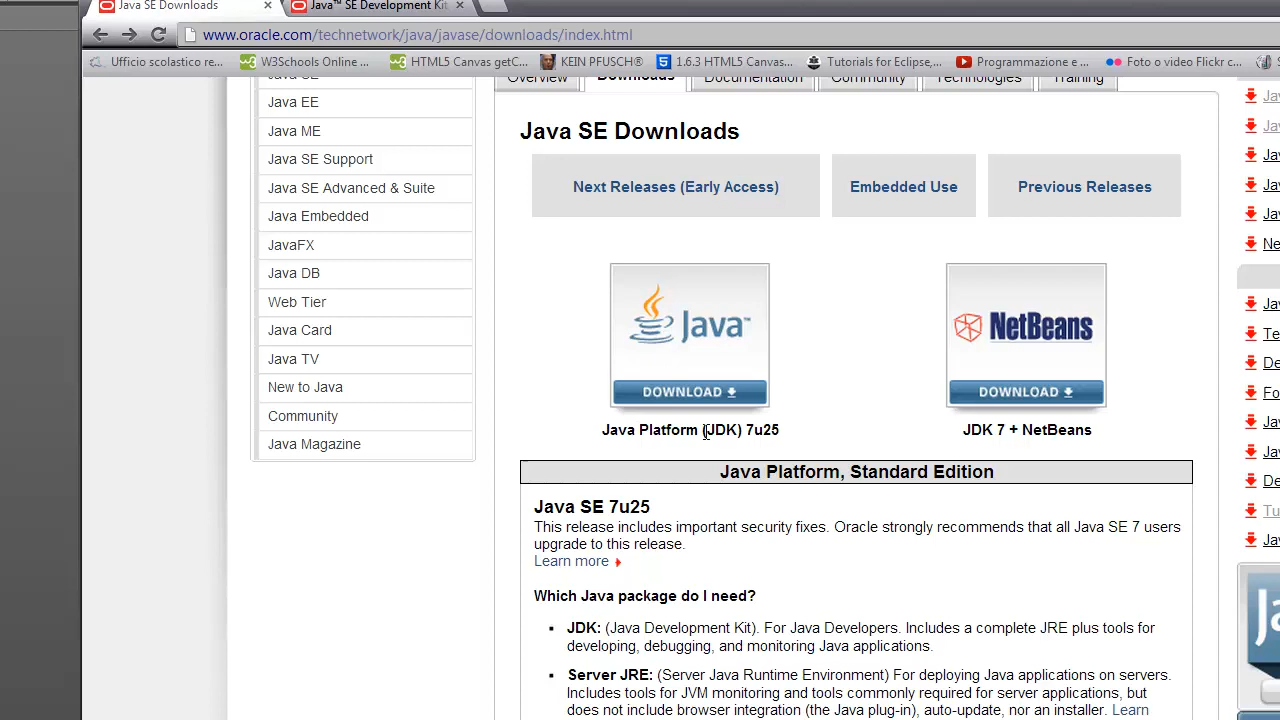 Java SE Downloads
Java™ SE Development Kit
www.oracle.com/technetwork/java/javase/downloads/index.html
Ufficio scolastico re...
W3Schools Online ...
HTML5 Canvas getC...
KEIN PFUSCH®
1.6.3 HTML5 Canvas...
Tutorials for Eclipse,...
Programmazione e ...
Foto o video Flickr c...
Java SE
Java EE
Java ME
Java SE Support
Java SE Advanced & Suite
Java Embedded
JavaFX
Java DB
Web Tier
Java Card
Java TV
New to Java
Community
Java Magazine
Overview
Downloads
Documentation
Community
Technologies
Training
Java SE Downloads
Next Releases (Early Access)
Embedded Use
Previous Releases
Java™
DOWNLOAD
Java Platform (JDK) 7u25
NetBeans
DOWNLOAD
JDK 7 + NetBeans
Java Platform, Standard Edition
Java SE 7u25
This release includes important security fixes. Oracle strongly recommends that all Java SE 7 users
upgrade to this release.
Learn more
Which Java package do I need?
JDK: (Java Development Kit). For Java Developers. Includes a complete JRE plus tools for
developing, debugging, and monitoring Java applications.
Server JRE: (Server Java Runtime Environment) For deploying Java applications on servers.
Includes tools for JVM monitoring and tools commonly required for server applications, but
does not include browser integration (the Java plug-in), auto-update, nor an installer. Learn